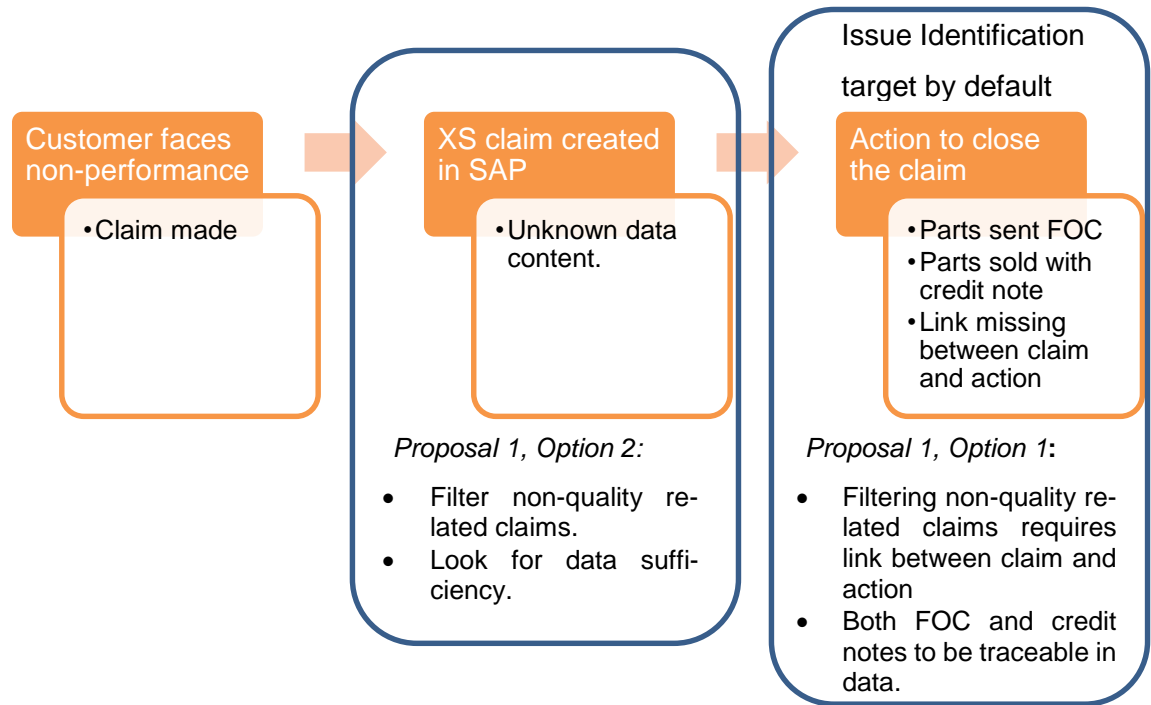 Customer faces
non-performance
•Claim made
XS claim created
in SAP
•Unknown data
content.
Proposal 1, Option 2:
• Filter non-quality re-
lated claims.
• Look for data suffi-
ciency.
Issue Identification
target by default
Action to close
the claim
•Parts sent FOC
•Parts sold with
credit note
•Link missing
between claim
and action
Proposal 1, Option 1:
• Filtering non-quality re-
lated claims requires
link between claim and
action
• Both FOC and credit
notes to be traceable in
data.